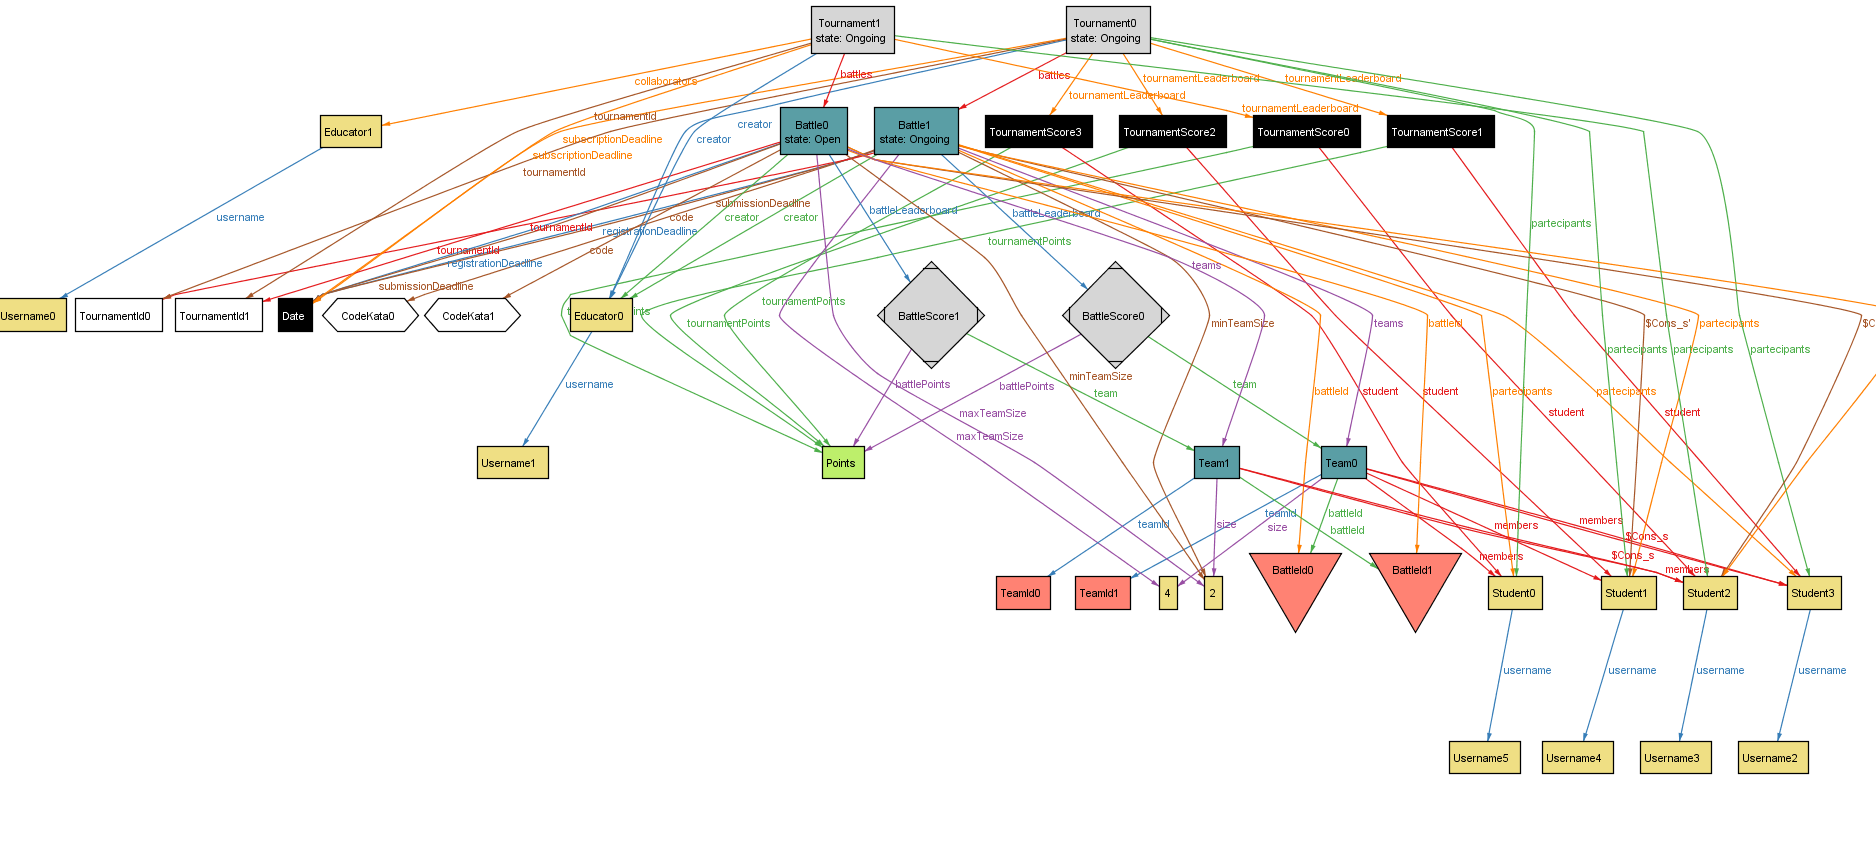 Tournament1
state: Ongoing
Tournament0
state: Ongoing
collaborators
battles
battles
tournamentLeaderboard
tournamentLeaderboard
tournamentLeaderboard
tournamentLeaderboard
tournamentId
creator
creator
subscriptionDeadline
subscriptionDeadline
tournamentId
Educator1
Battle0
state: Open
Battle1
state: Ongoing
TournamentScore3
TournamentScore2
TournamentScore0
TournamentScore1
username
submissionDeadline
code
creator
creator
battleLeaderboard
battleLeaderboard
tournamentId
registrationDeadline
tournamentPoints
partecipants
tournamentId
code
registrationDeadline
teams
submissionDeadline
Username0
TournamentId0
TournamentId1
Date
CodeKata0
CodeKata1
Educator0
tournamentPoints
tournamentPoints
BattleScore1
BattleScore0
minTeamSize
teams
battleId
$Cons_s'
partecipants
partecipants
partecipants
partecipants
username
battlePoints
battlePoints
minTeamSize
team
team
battleId
student
student
partecipants
partecipants
maxTeamSize
student
student
maxTeamSize
Username1
Points
Team1
Team0
teamId
size
teamId
size
battleId
battleId
members
members
$Cons_s
members
$Cons_s
members
TeamId0
TeamId1
4
2
BattleId0
BattleId1
Student0
Student1
Student2
Student3
username
username
username
username
Username5
Username4
Username3
Username2